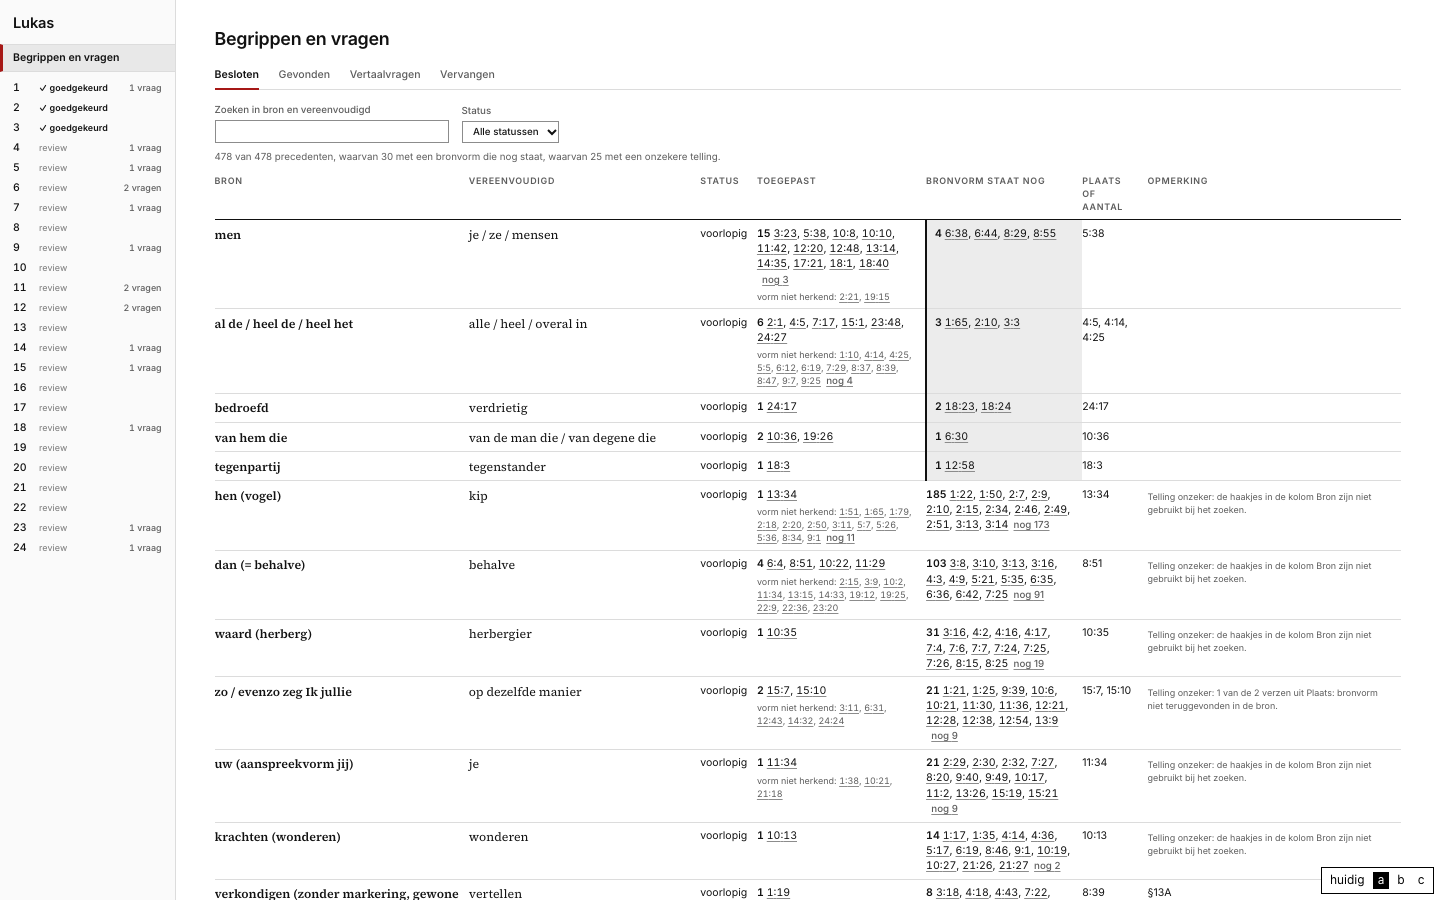 Lukas
Begrippen en vragen
1 ✓ goedgekeurd 1 vraag
2 ✓ goedgekeurd
3 ✓ goedgekeurd
4 review 1 vraag
5 review 1 vraag
6 review 2 vragen
7 review 1 vraag
8 review
9 review 1 vraag
10 review
11 review 2 vragen
12 review 2 vragen
13 review
14 review 1 vraag
15 review 1 vraag
16 review
17 review
18 review 1 vraag
19 review
20 review
21 review
22 review
23 review 1 vraag
24 review 1 vraag
Begrippen en vragen
Besloten Gevonden Vertaalvragen Vervangen
Zoeken in bron en vereenvoudigd Status
Alle statussen
478 van 478 precedenten, waarvan 30 met een bronvorm die nog staat, waarvan 25 met een onzekere telling.
BRON VEREENVOUDIGD STATUS TOEGEPAST BRONVORM STAAT NOG PLAATS OF AANTAL OPMERKING
men je / ze / mensen voorlopig 15 3:23, 5:38, 10:8, 10:10, 4 6:38, 6:44, 8:29, 8:55 5:38
11:42, 12:20, 12:48, 13:14,
14:35, 17:21, 18:1, 18:40
nog 3
vorm niet herkend: 2:21, 19:15
al de / heel de / heel het alle / heel / overal in voorlopig 6 2:1, 4:5, 7:17, 15:1, 23:48, 3 1:65, 2:10, 3:3 4:5, 4:14,
24:27 4:25
vorm niet herkend: 1:10, 4:14, 4:25,
5:5, 6:12, 6:19, 7:29, 8:37, 8:39,
8:47, 9:7, 9:25 nog 4
bedroefd verdrietig voorlopig 1 24:17 2 18:23, 18:24 24:17
van hem die van de man die / van degene die voorlopig 2 10:36, 19:26 1 6:30 10:36
tegenpartij tegenstander voorlopig 1 18:3 1 12:58 18:3
hen (vogel) kip voorlopig 1 13:34 185 1:22, 1:50, 2:7, 2:9, 13:34 Telling onzeker: de haakjes in de kolom Bron zijn niet
vorm niet herkend: 1:51, 1:65, 1:79, 2:10, 2:15, 2:34, 2:46, 2:49, gebruikt bij het zoeken.
2:18, 2:20, 2:50, 3:11, 5:7, 5:26, 2:51, 3:13, 3:14 nog 173
5:36, 8:34, 9:1 nog 11
dan (= behalve) behalve voorlopig 4 6:4, 8:51, 10:22, 11:29 103 3:8, 3:10, 3:13, 3:16, 8:51 Telling onzeker: de haakjes in de kolom Bron zijn niet
vorm niet herkend: 2:15, 3:9, 10:2, 4:3, 4:9, 5:21, 5:35, 6:35, gebruikt bij het zoeken.
11:34, 13:15, 14:33, 19:12, 19:25, 6:36, 6:42, 7:25 nog 91
22:9, 22:36, 23:20
waard (herberg) herbergier voorlopig 1 10:35 31 3:16, 4:2, 4:16, 4:17, 10:35 Telling onzeker: de haakjes in de kolom Bron zijn niet
7:4, 7:6, 7:7, 7:24, 7:25, gebruikt bij het zoeken.
7:26, 8:15, 8:25 nog 19
zo / evenzo zeg Ik jullie op dezelfde manier voorlopig 2 15:7, 15:10 21 1:21, 1:25, 9:39, 10:6, 15:7, 15:10 Telling onzeker: 1 van de 2 verzen uit Plaats: bronvorm
vorm niet herkend: 3:11, 6:31, 10:21, 11:30, 11:36, 12:21, niet teruggevonden in de bron.
12:43, 14:32, 24:24 12:28, 12:38, 12:54, 13:9
nog 9
uw (aanspreekvorm jij) je voorlopig 1 11:34 21 2:29, 2:30, 2:32, 7:27, 11:34 Telling onzeker: de haakjes in de kolom Bron zijn niet
vorm niet herkend: 1:38, 10:21, 8:20, 9:40, 9:49, 10:17, gebruikt bij het zoeken.
21:18 11:2, 13:26, 15:19, 15:21
nog 9
krachten (wonderen) wonderen voorlopig 1 10:13 14 1:17, 1:35, 4:14, 4:36, 10:13 Telling onzeker: de haakjes in de kolom Bron zijn niet
5:17, 6:19, 8:46, 9:1, 10:19, gebruikt bij het zoeken.
10:27, 21:26, 21:27 nog 2
verkondigen (zonder markering, gewone vertellen voorlopig 1 1:19 8 3:18, 4:18, 4:43, 7:22, 8:39 §13A
huidig a b c